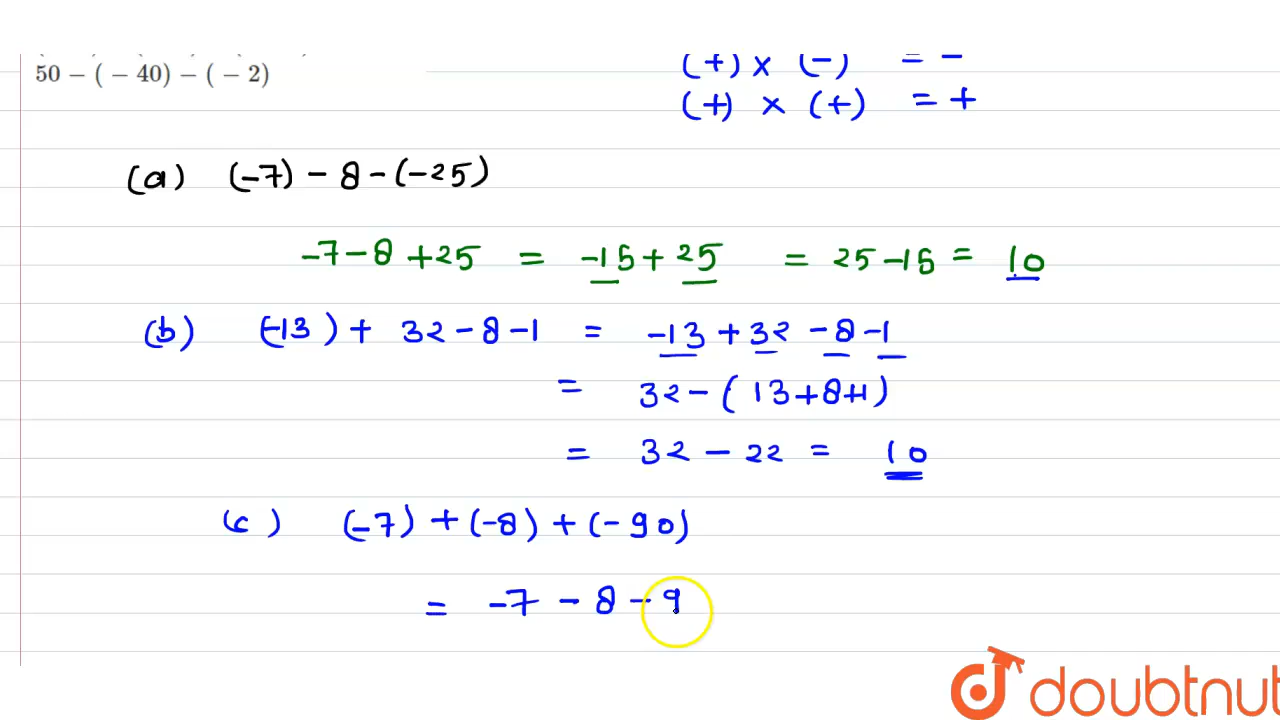 50 − ( − 40) − ( − 2)
(+) × (-) = -
(+) × (+) = +
(a) (-7) - 8 - (-25)
-7 - 8 + 25 = -15 + 25 = 25 - 15 = 10
(b) (-13) + 32 - 8 - 1 = -13 + 32 - 8 - 1
= 32 - (13+8+1)
= 32 - 22 = 10
(c) (-7) + (-8) + (-90)
= -7 - 8 - 9
doubtnut